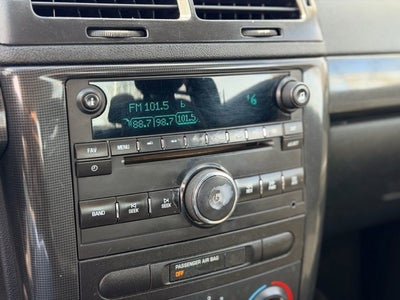 FM 101.5
88.7 98.7 101.5
FAV
MENU
BAND
SEEK
SEEK
PASSENGER AIR BAG
OFF